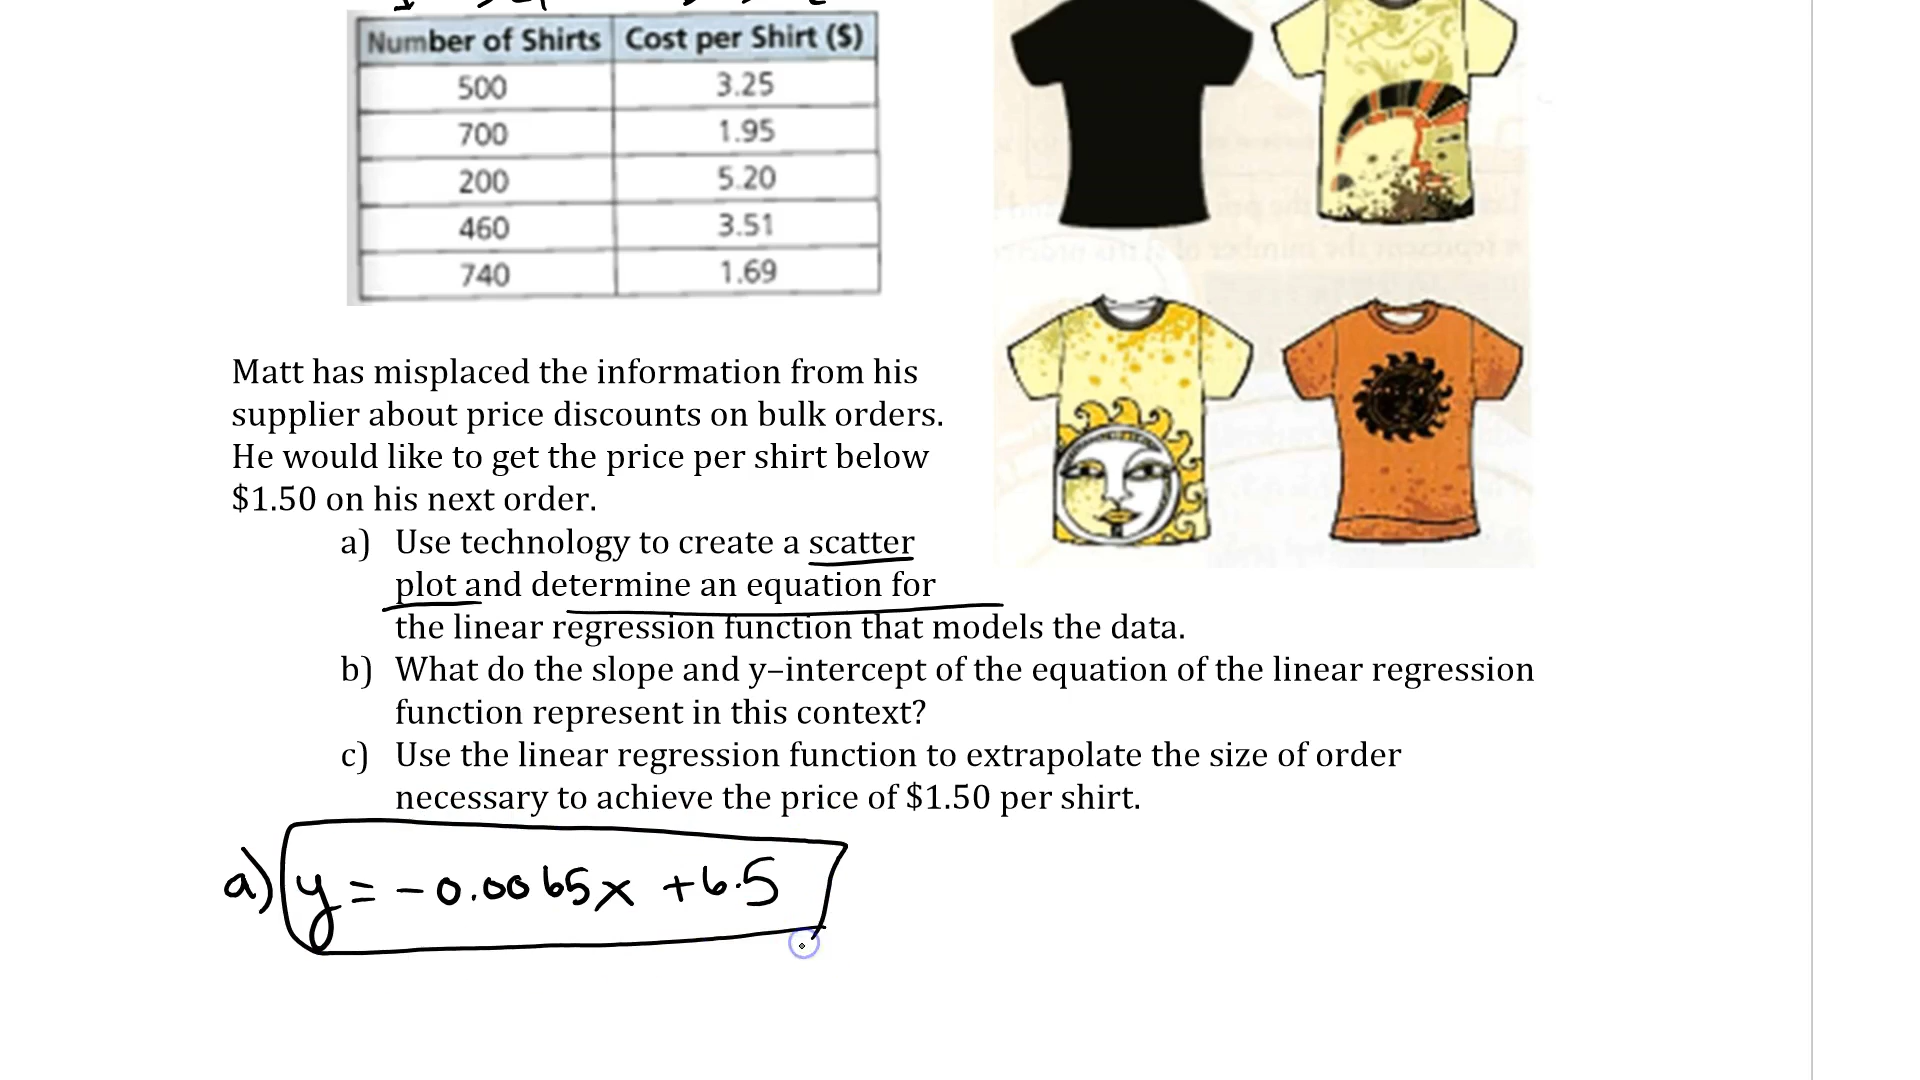 Number of Shirts Cost per Shirt ($)
500 3.25
700 1.95
200 5.20
460 3.51
740 1.69
Matt has misplaced the information from his
supplier about price discounts on bulk orders.
He would like to get the price per shirt below
$1.50 on his next order.
a) Use technology to create a scatter
plot and determine an equation for
the linear regression function that models the data.
b) What do the slope and y–intercept of the equation of the linear regression
function represent in this context?
c) Use the linear regression function to extrapolate the size of order
necessary to achieve the price of $1.50 per shirt.
a) y = -0.0065x +6.5